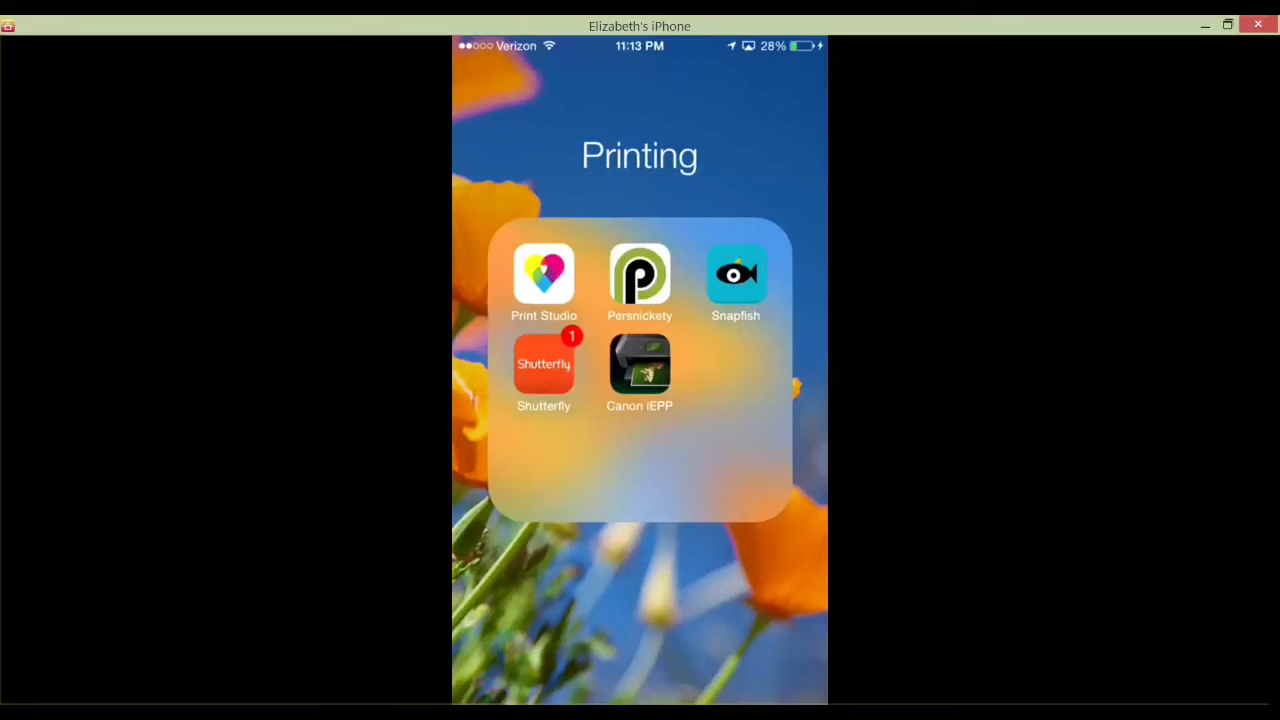 Elizabeth's iPhone
Verizon 11:13 PM 28%
Printing
Print Studio Persnickety Snapfish
1
Shutterfly
Shutterfly Canon iEPP